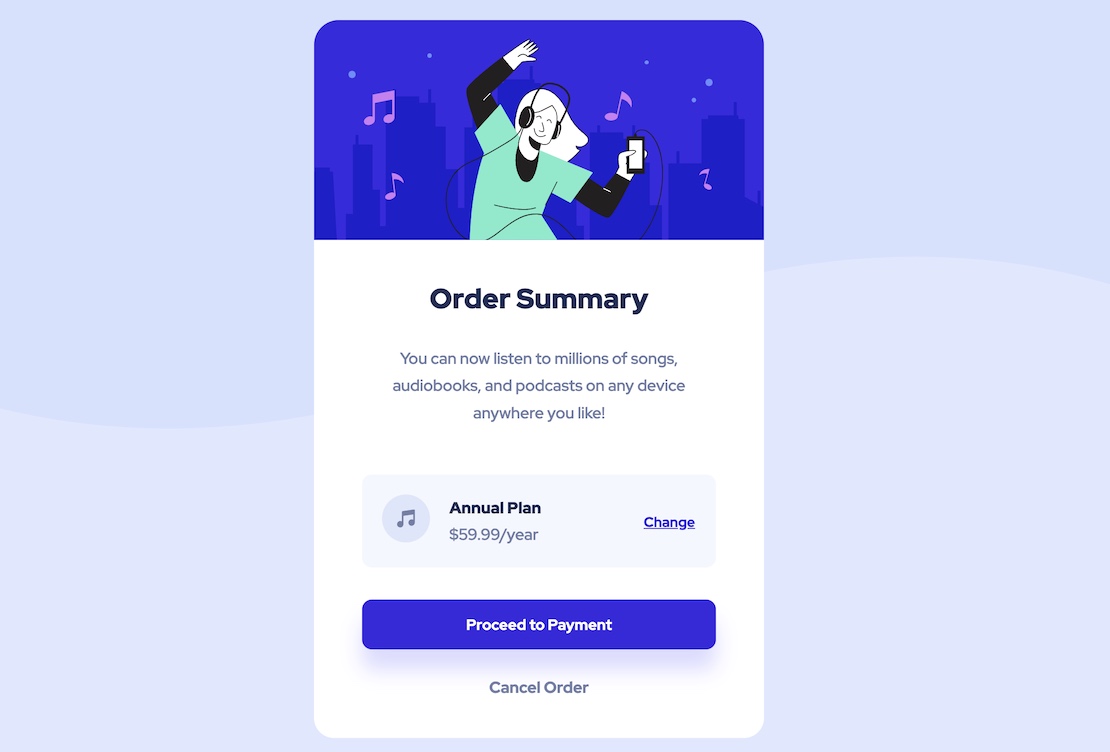 Order Summary
You can now listen to millions of songs,
audiobooks, and podcasts on any device
anywhere you like!
Annual Plan
$59.99/year
Change
Proceed to Payment
Cancel Order